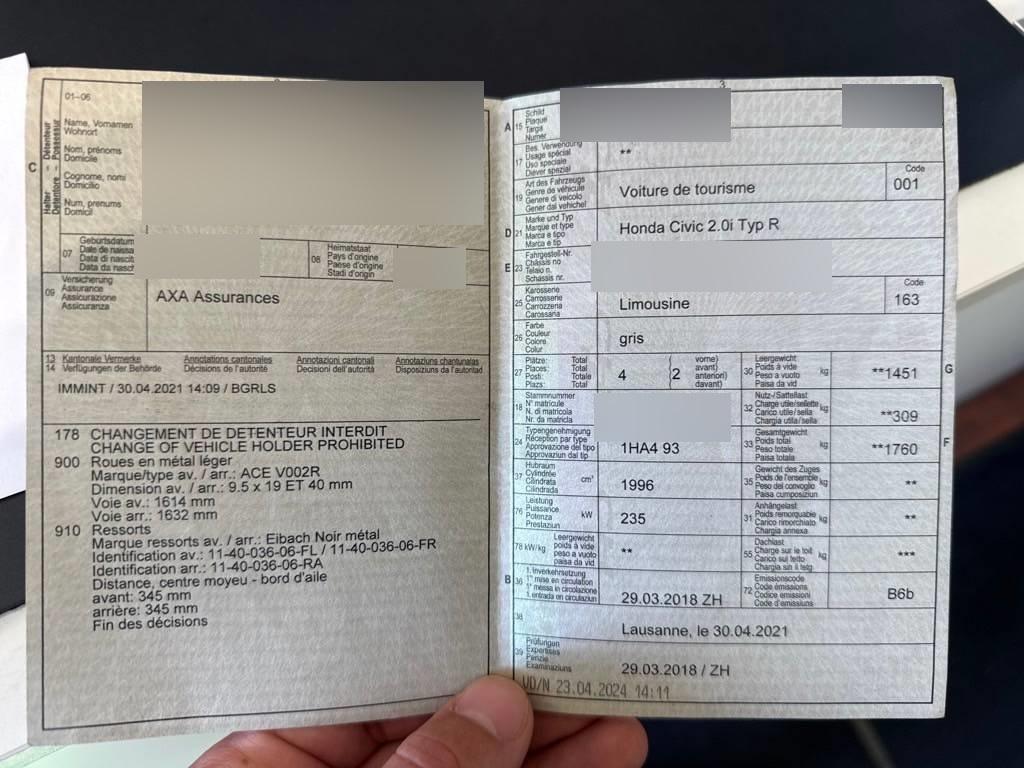 01–06
Halter Détenteur
Detentore Possessur
C
Name, Vornamen
Wohnort
Nom, prénoms
Domicile
Cognome, nomi
Domicilio
Num, prenums
Domicil
07
Geburtsdatum
Date de naissa
Data di nascit
Data da nasch
08
Heimatstaat
Pays d'origine
Paese d'origine
Stadi d'origin
09
Versicherung
Assurance
Assicurazione
Assicuranza
AXA Assurances
13 Kantonale Vermerke Annotations cantonales Annotazioni cantonali Annotaziuns chantunalas
14 Verfügungen der Behörde Décisions de l'autorité Decisioni dell'autorità Disposiziuns da l'autoritad
IMMINT / 30.04.2021 14:09 / BGRLS
178 CHANGEMENT DE DETENTEUR INTERDIT
CHANGE OF VEHICLE HOLDER PROHIBITED
900 Roues en métal léger
Marque/type av. / arr.: ACE V002R
Dimension av. / arr.: 9.5 x 19 ET 40 mm
Voie av.: 1614 mm
Voie arr.: 1632 mm
910 Ressorts
Marque ressorts av. / arr.: Eibach Noir métal
Identification av.: 11-40-036-06-FL / 11-40-036-06-FR
Identification arr.: 11-40-036-06-RA
Distance, centre moyeu - bord d'aile
avant: 345 mm
arrière: 345 mm
Fin des décisions
3
A 15
Schild
Plaque
Targa
Numer
17
Bes. Verwendung
Usage spécial
Uso speciale
Diever spezial
**
19
Art des Fahrzeugs
Genre de véhicule
Genere di veicolo
Gener dal vehichel
Voiture de tourisme
Code
001
D 21
Marke und Typ
Marque et type
Marca e tipo
Marca e tip
Honda Civic 2.0i Typ R
E 23
Fahrgestell-Nr.
Châssis no
Telaio n.
Schassis nr.
25
Karosserie
Carrosserie
Carrozzeria
Carossaria
Limousine
Code
163
26
Farbe
Couleur
Colore
Colur
gris
27
Plätze: Total
Places: Total
Posti: Totale
Plazs: Total
4
2
vorne)
avant)
anteriori)
davant)
30
Leergewicht
Poids à vide
Peso a vuoto
Paisa da vid
kg
**1451
G
18
Stammnummer
N° matricule
N. di matricola
Nr. da matricla
32
Nutz-/Sattellast
Charge utile/sellette
Carico utile/sella
Chargia utila/sella
kg
**309
24
Typengenehmigung
Réception par type
Approvazione del tipo
Approvaziun dal tip
1HA4 93
33
Gesamtgewicht
Poids total
Peso totale
Paisa totala
kg
**1760
F
37
Hubraum
Cylindrée
Cilindrata
Cilindrada
cm³
1996
35
Gewicht des Zuges
Poids de l'ensemble
Peso del convoglio
Paisa cumposiziun
kg
**
76
Leistung
Puissance
Potenza
Prestaziun
kW
235
31
Anhängelast
Poids remorquable
Carico rimorchiato
Chargia annexa
kg
**
78 kW/kg
Leergewicht
poids à vide
peso a vuoto
paisa da vid
**
55
Dachlast
Charge sur le toit
Carico sul tetto
Chargia sin il tetg
kg
***
B 36
1. Inverkehrsetzung
1re mise en circulation
1a messa in circolazione
1. entrada en circulaziun
29.03.2018 ZH
72
Emissionscode
Code émissions
Codice emissioni
Code d'emissiuns
B6b
38
Lausanne, le 30.04.2021
39
Prüfungen
Expertises
Perizie
Examinaziuns
29.03.2018 / ZH
VD/N 23.04.2024 14:11